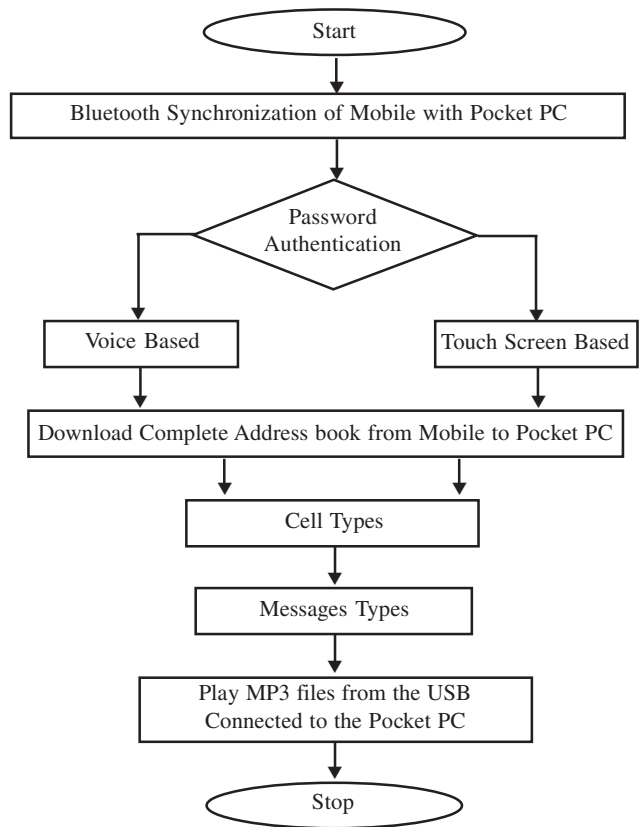 Start
Bluetooth Synchronization of Mobile with Pocket PC
Password
Authentication
Voice Based
Touch Screen Based
Download Complete Address book from Mobile to Pocket PC
Cell Types
Messages Types
Play MP3 files from the USB
Connected to the Pocket PC
Stop